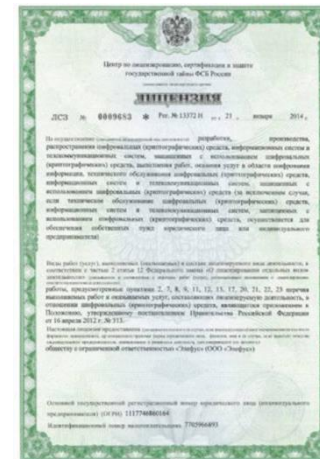 Центр по лицензированию, сертификации и защите
государственной тайны ФСБ России
ЛИЦЕНЗИЯ
ЛСЗ № 0009683 * Рег. № 13372 Н от « 21 » января 2014 г.
На осуществление разработки, производства,
распространения шифровальных (криптографических) средств, информационных систем и
телекоммуникационных систем, защищенных с использованием шифровальных
(криптографических) средств, выполнения работ, оказания услуг в области шифрования
информации, технического обслуживания шифровальных (криптографических) средств,
информационных систем и телекоммуникационных систем, защищенных с
использованием шифровальных (криптографических) средств (за исключением случая,
если техническое обслуживание шифровальных (криптографических) средств,
информационных систем и телекоммуникационных систем, защищенных с
использованием шифровальных (криптографических) средств, осуществляется для
обеспечения собственных нужд юридического лица или индивидуального
предпринимателя)
Виды работ (услуг), выполняемых (оказываемых) в составе лицензируемого вида деятельности, в
соответствии с частью 2 статьи 12 Федерального закона «О лицензировании отдельных видов
деятельности»
работы, предусмотренные пунктами 2, 7, 8, 9, 11, 12, 13, 17, 20, 21, 22, 23 перечня
выполняемых работ и оказываемых услуг, составляющих лицензируемую деятельность, в
отношении шифровальных (криптографических) средств, являющегося приложением к
Положению, утвержденному постановлением Правительства Российской Федерации
от 16 апреля 2012 г. № 313.
Настоящая лицензия предоставлена
обществу с ограниченной ответственностью
Основной государственный регистрационный номер юридического лица (индивидуального
предпринимателя) (ОГРН) 1117746800164
Идентификационный номер налогоплательщика 7705966693